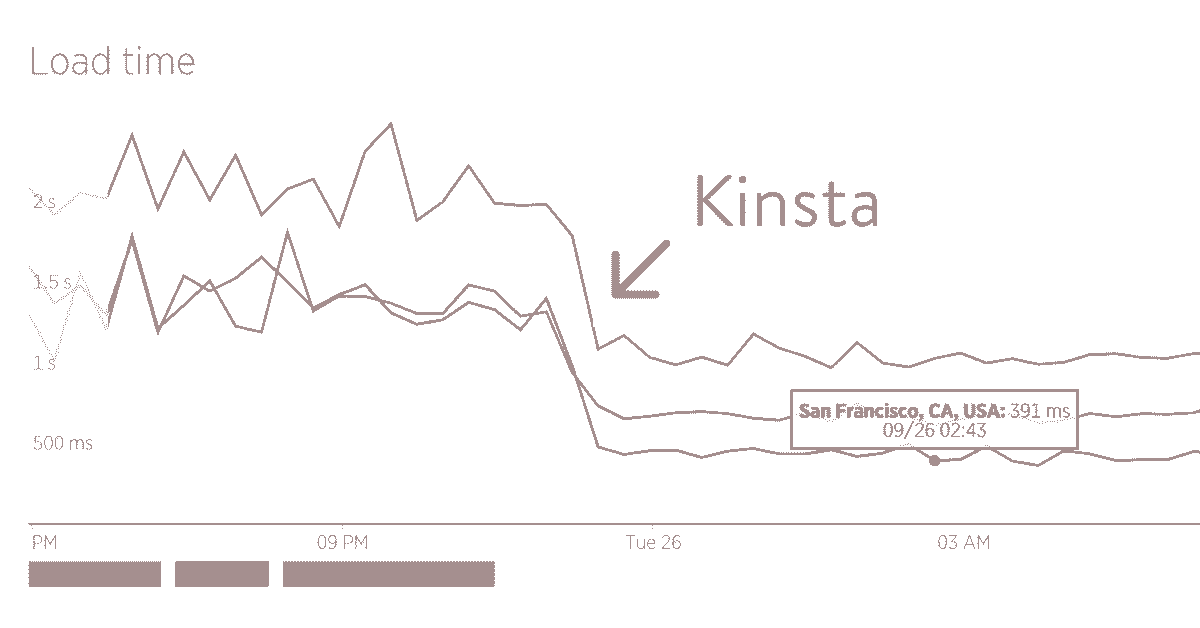 Load time
2 s
Kinsta
1.5 s
1 s
San Francisco, CA, USA: 391 ms
09/26 02:43
500 ms
PM
09 PM
Tue 26
03 AM